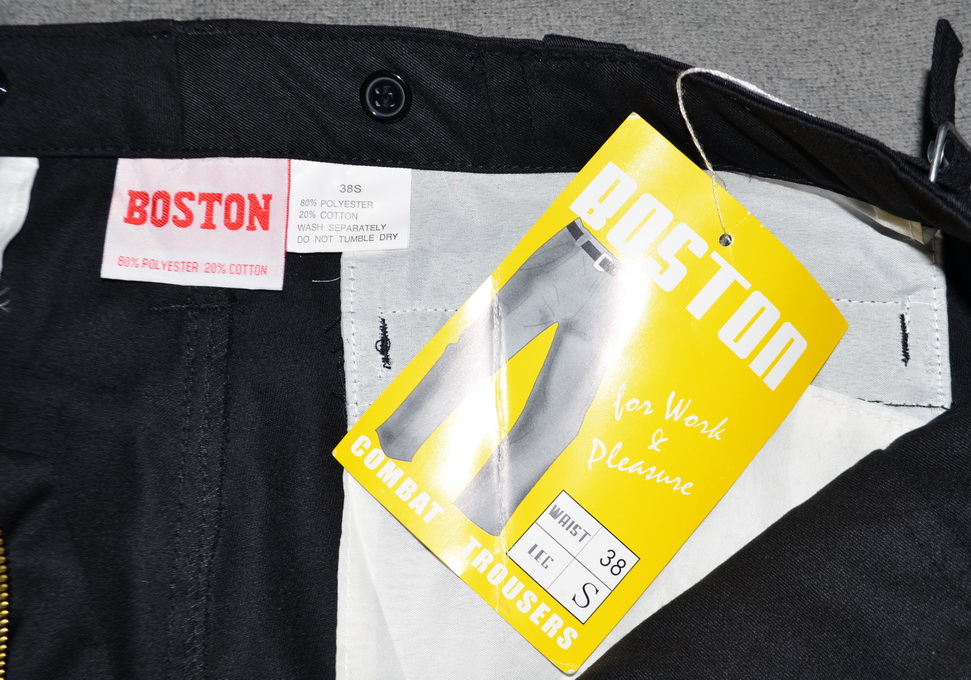 BOSTON
80% POLYESTER 20% COTTON
38S
80% POLYESTER
20% COTTON
WASH SEPARATELY
DO NOT TUMBLE DRY
BOSTON
for Work
&
Pleasure
WAIST 38
LEG S
COMBAT TROUSERS